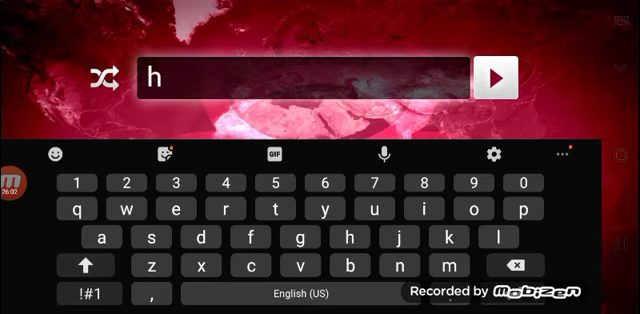 h
GIF
26:02
1 2 3 4 5 6 7 8 9 0
q w e r t y u i o p
a s d f g h j k l
z x c v b n m
!#1 , English (US) .
Recorded by mobizen